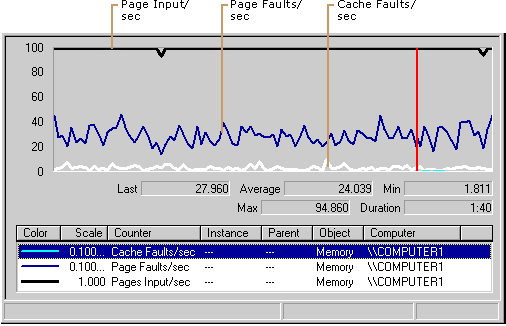 Page Input/ Page Faults/ Cache Faults/
sec sec sec
100
80
60
40
20
0
Last 27.960 Average 24.039 Min 1.811
Max 94.860 Duration 1:40
Color Scale Counter Instance Parent Object Computer
0.100... Cache Faults/sec --- --- Memory \\COMPUTER1
0.100... Page Faults/sec --- --- Memory \\COMPUTER1
1.000 Pages Input/sec --- --- Memory \\COMPUTER1